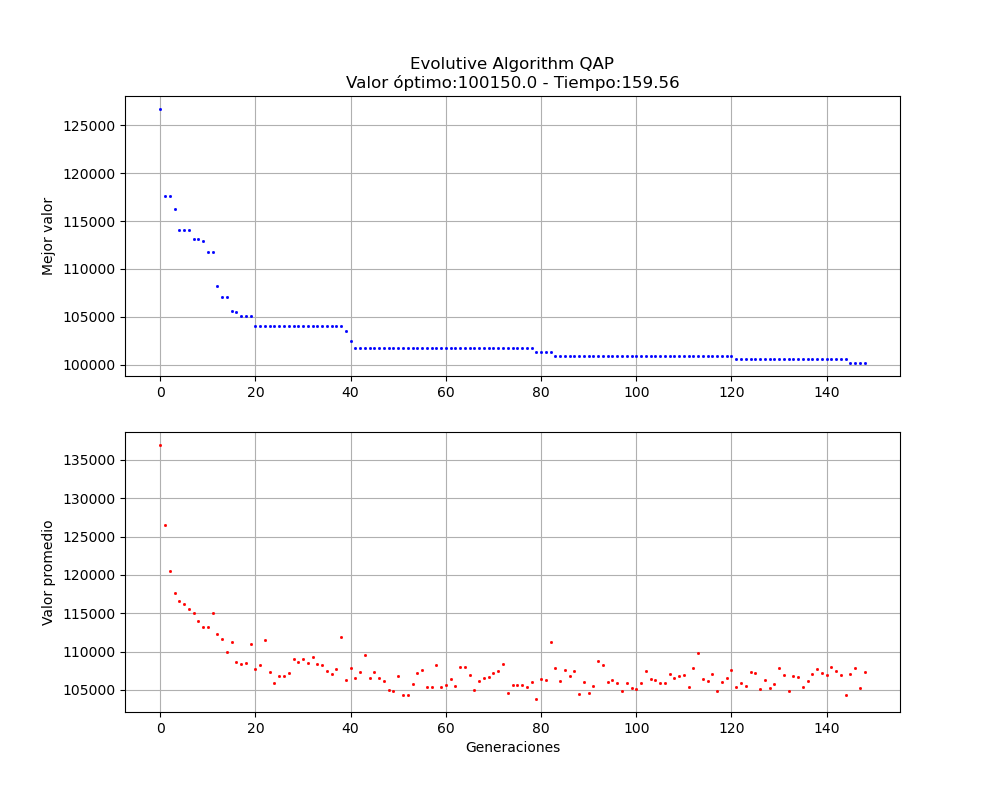 Evolutive Algorithm QAP
Valor óptimo:100150.0 - Tiempo:159.56
Mejor valor
125000
120000
115000
110000
105000
100000
0 20 40 60 80 100 120 140
Valor promedio
135000
130000
125000
120000
115000
110000
105000
0 20 40 60 80 100 120 140
Generaciones